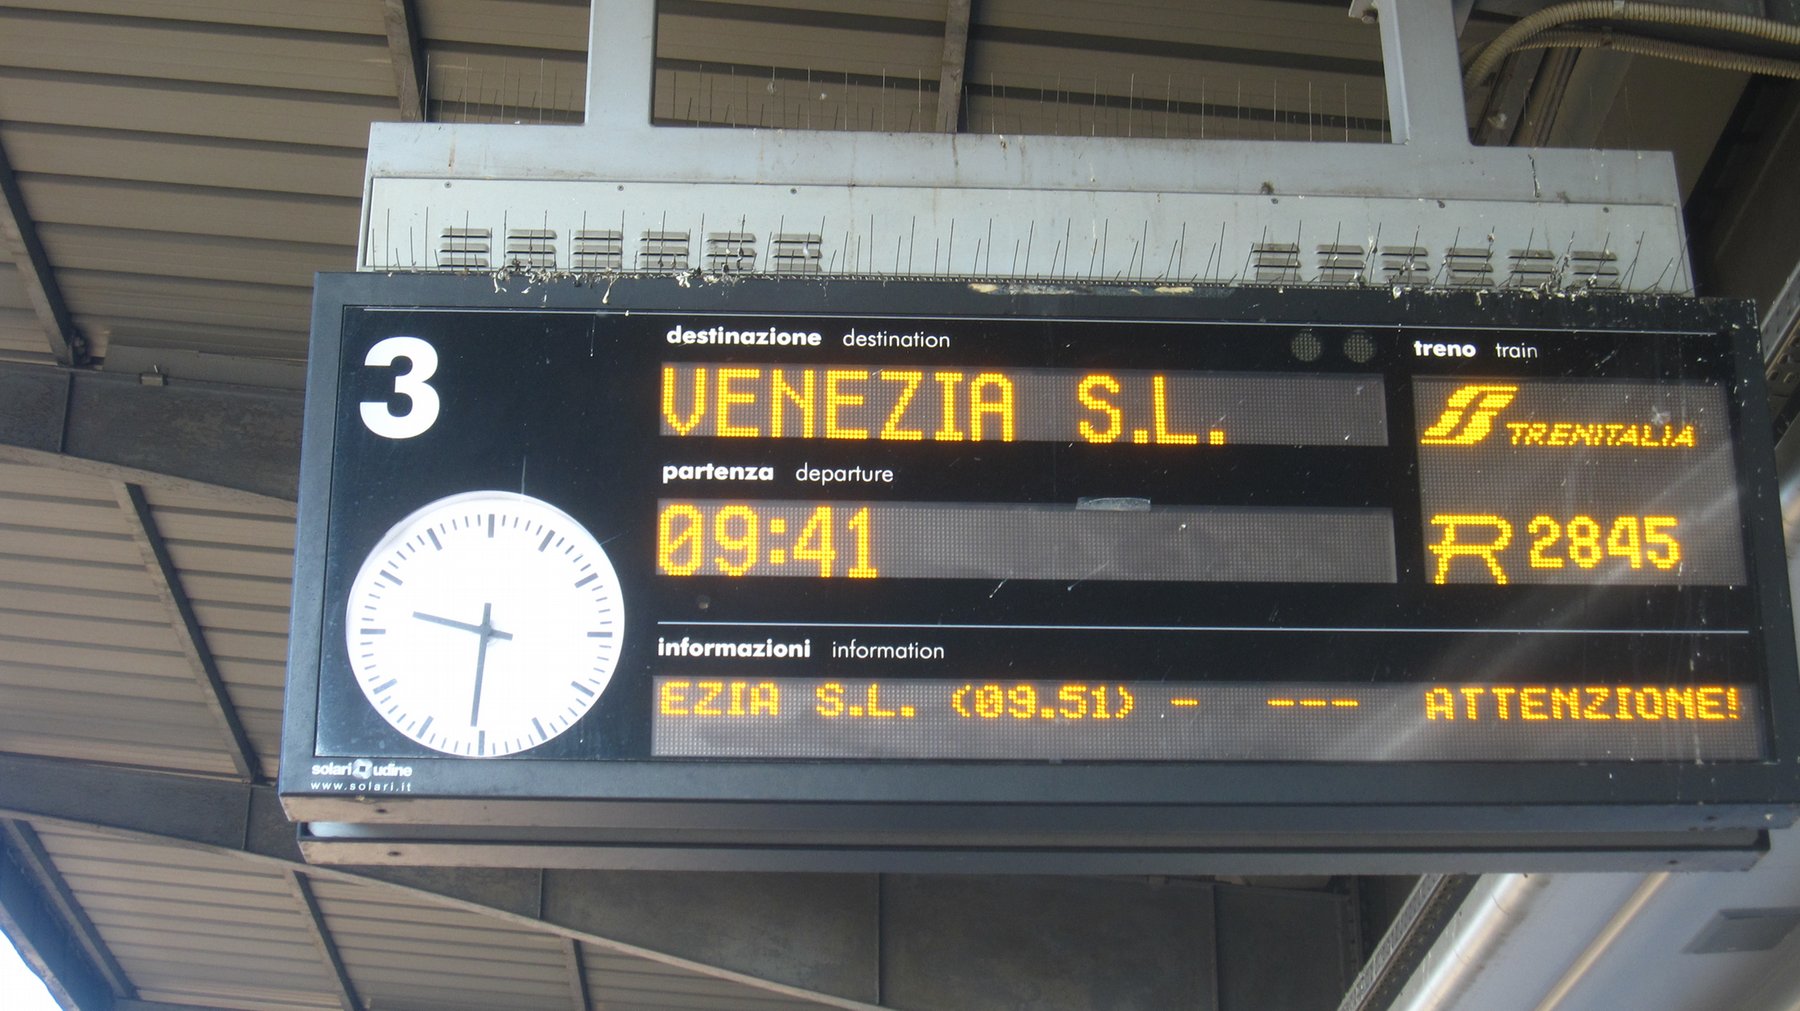 3
destinazione destination
treno train
VENEZIA S.L.
TRENITALIA
partenza departure
09:41
R 2845
informazioni information
EZIA S.L. (09.51) - --- ATTENZIONE!
solari udine
www.solari.it